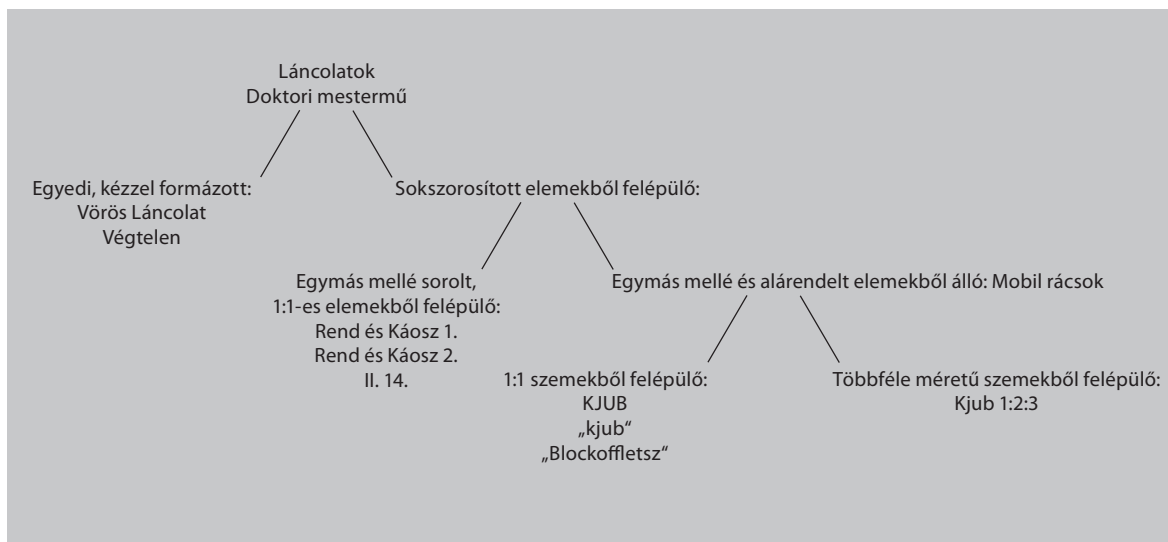 Láncolatok
Doktori mestermű
Egyedi, kézzel formázott:
Vörös Láncolat
Végtelen
Sokszorosított elemekből felépülő:
Egymás mellé sorolt,
1:1-es elemekből felépülő:
Rend és Káosz 1.
Rend és Káosz 2.
II. 14.
Egymás mellé és alárendelt elemekből álló: Mobil rácsok
1:1 szemekből felépülő:
KJUB
„kjub“
„Blockoffletsz“
Többféle méretű szemekből felépülő:
Kjub 1:2:3